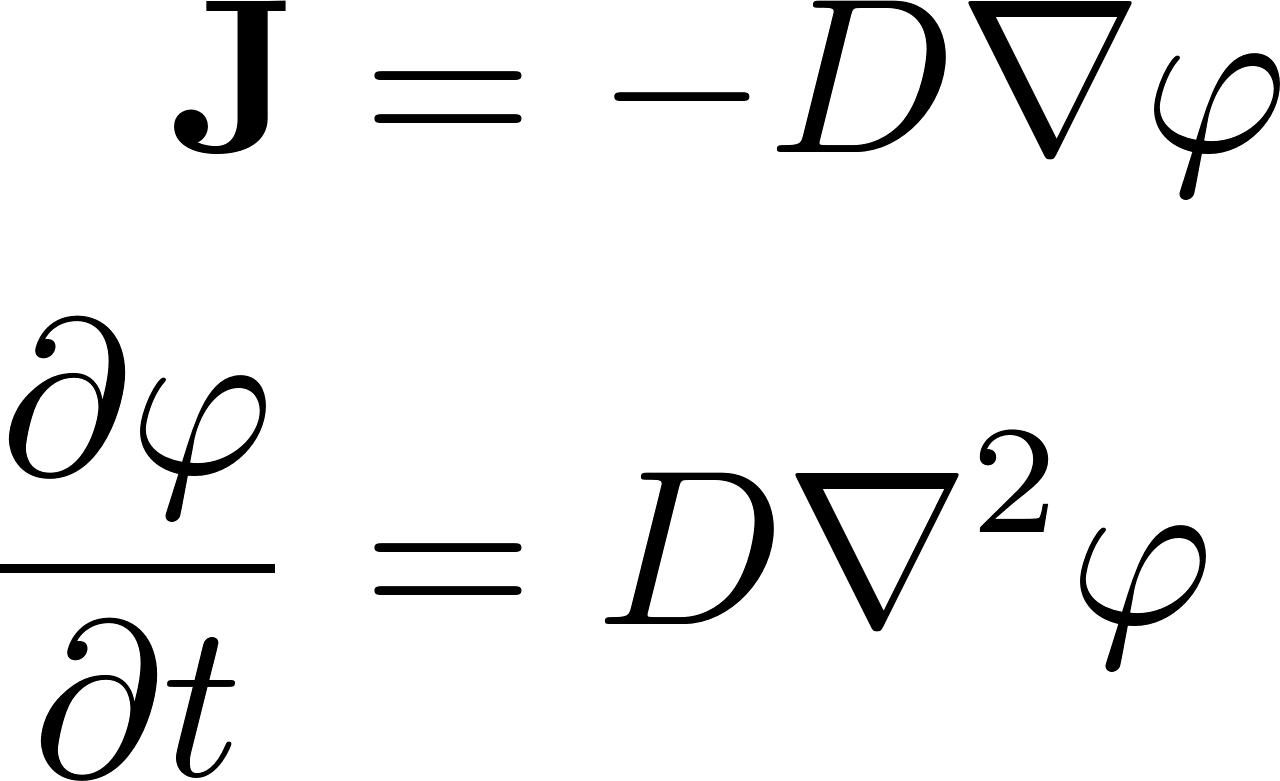 𝐉 = −D∇φ
∂φ/∂t = D∇²φ